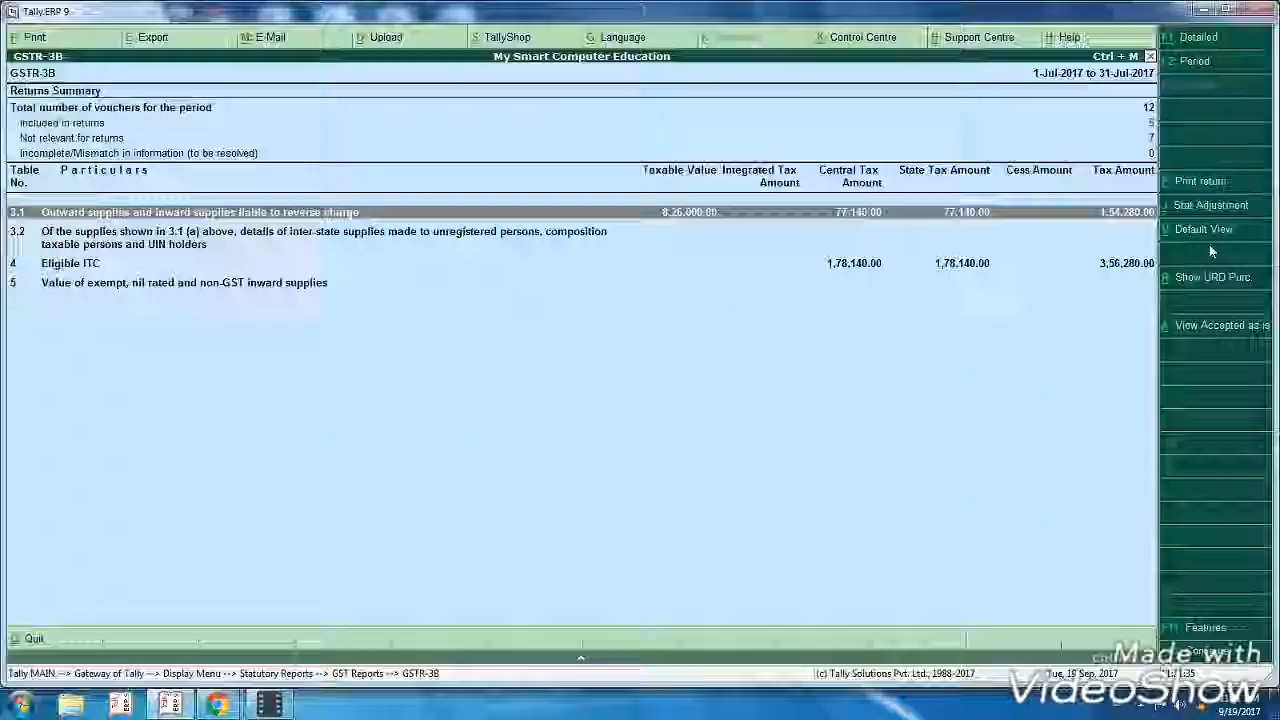 Tally.ERP 9
Print Export E-Mail Upload TallyShop Language Control Centre Support Centre Help
GSTR-3B My Smart Computer Education Ctrl + M
GSTR-3B 1-Jul-2017 to 31-Jul-2017
Returns Summary
Total number of vouchers for the period 12
Included in returns 5
Not relevant for returns 7
Incomplete/Mismatch in information (to be resolved) 0
Table No. Particulars Taxable Value Integrated Tax Amount Central Tax Amount State Tax Amount Cess Amount Tax Amount
3.1 Outward supplies and inward supplies liable to reverse charge 8,26,000.00 77,140.00 77,140.00 1,54,280.00
3.2 Of the supplies shown in 3.1 (a) above, details of inter-state supplies made to unregistered persons, composition
taxable persons and UIN holders
4 Eligible ITC 1,78,140.00 1,78,140.00 3,56,280.00
5 Value of exempt, nil rated and non-GST inward supplies
Detailed
Period
Print return
Stat Adjustment
Default View
Show URD Purc.
View Accepted as is
Features
Quit
Made with
VideoShow
Tally MAIN --> Gateway of Tally --> Display Menu --> Statutory Reports --> GST Reports --> GSTR-3B (c) Tally Solutions Pvt. Ltd., 1988-2017 Tue, 19 Sep, 2017
9/19/2017